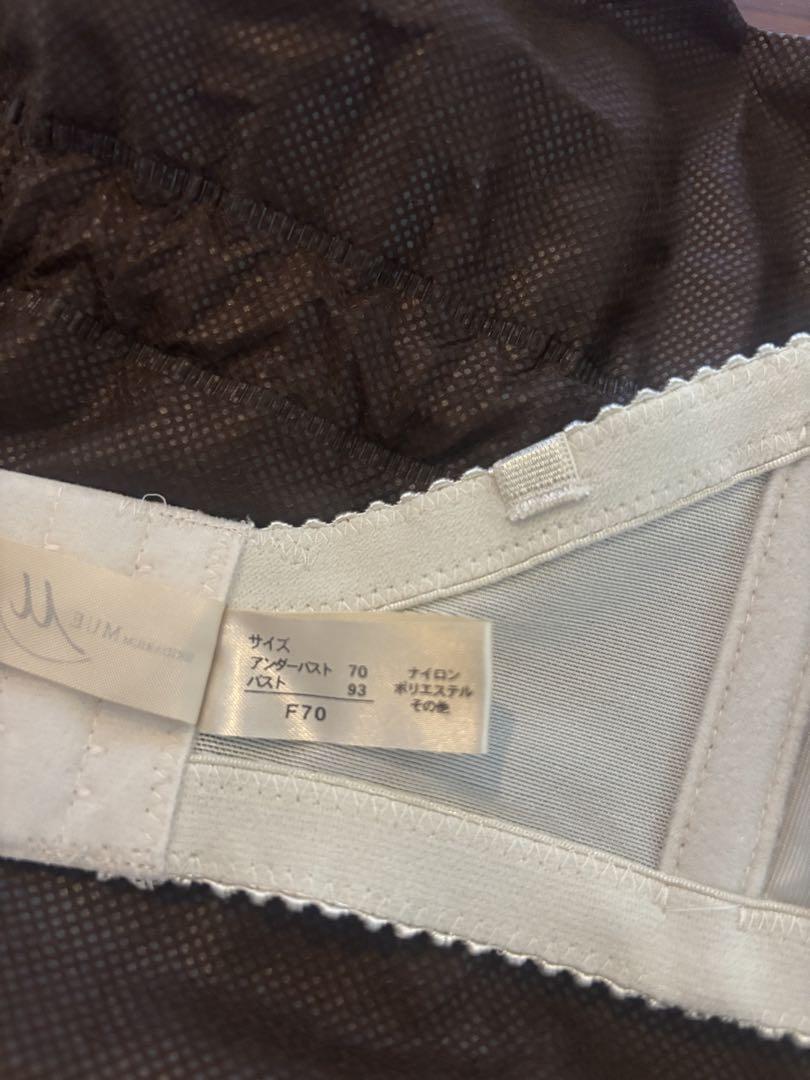 MUE
サイズ
アンダーバスト 70
バスト 93
F70
ナイロン
ポリエステル
その他